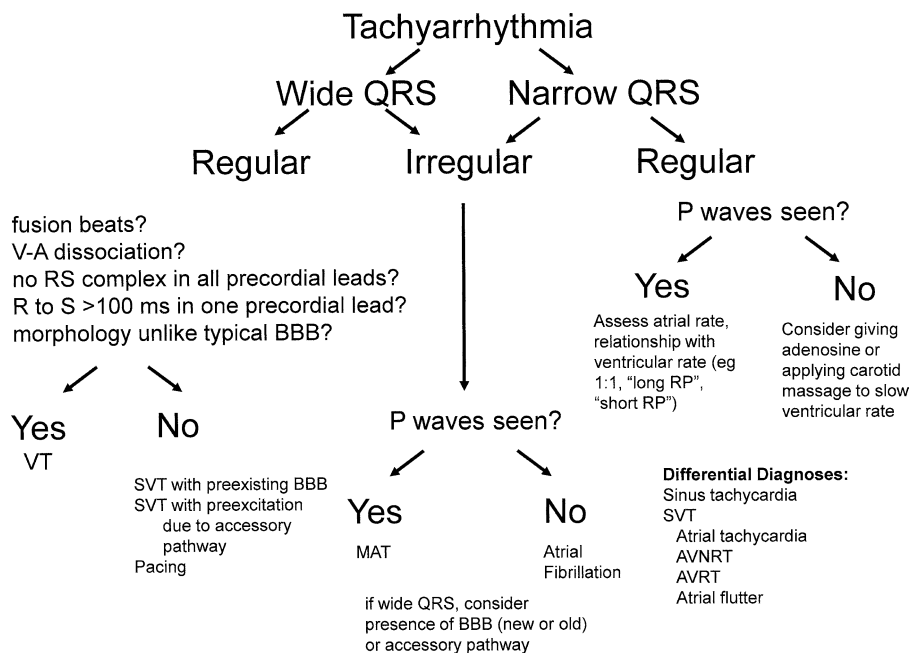 Tachyarrhythmia
Wide QRS
Narrow QRS
Regular
Irregular
Regular
fusion beats?
V-A dissociation?
no RS complex in all precordial leads?
R to S >100 ms in one precordial lead?
morphology unlike typical BBB?
Yes
VT
No
SVT with preexisting BBB
SVT with preexcitation
due to accessory
pathway
Pacing
P waves seen?
Yes
MAT
No
Atrial
Fibrillation
if wide QRS, consider
presence of BBB (new or old)
or accessory pathway
P waves seen?
Yes
Assess atrial rate,
relationship with
ventricular rate (eg
1:1, “long RP”,
“short RP”)
No
Consider giving
adenosine or
applying carotid
massage to slow
ventricular rate
Differential Diagnoses:
Sinus tachycardia
SVT
Atrial tachycardia
AVNRT
AVRT
Atrial flutter